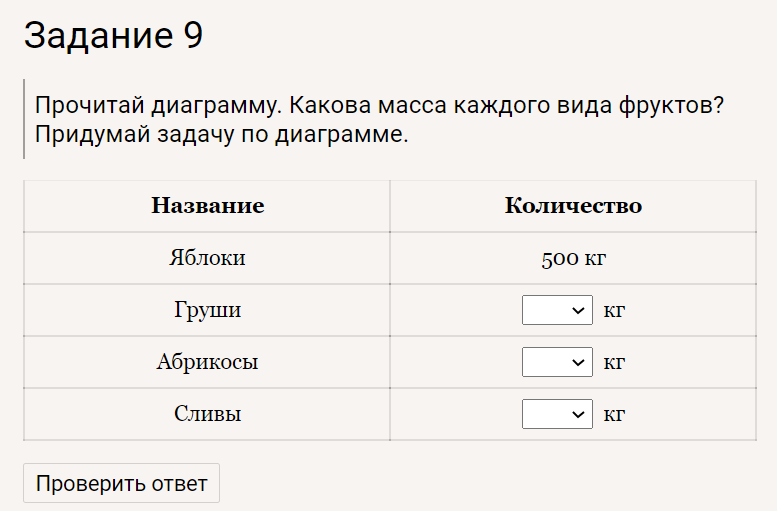 Задание 9
Прочитай диаграмму. Какова масса каждого вида фруктов?
Придумай задачу по диаграмме.
Название Количество
Яблоки 500 кг
Груши кг
Абрикосы кг
Сливы кг
Проверить ответ